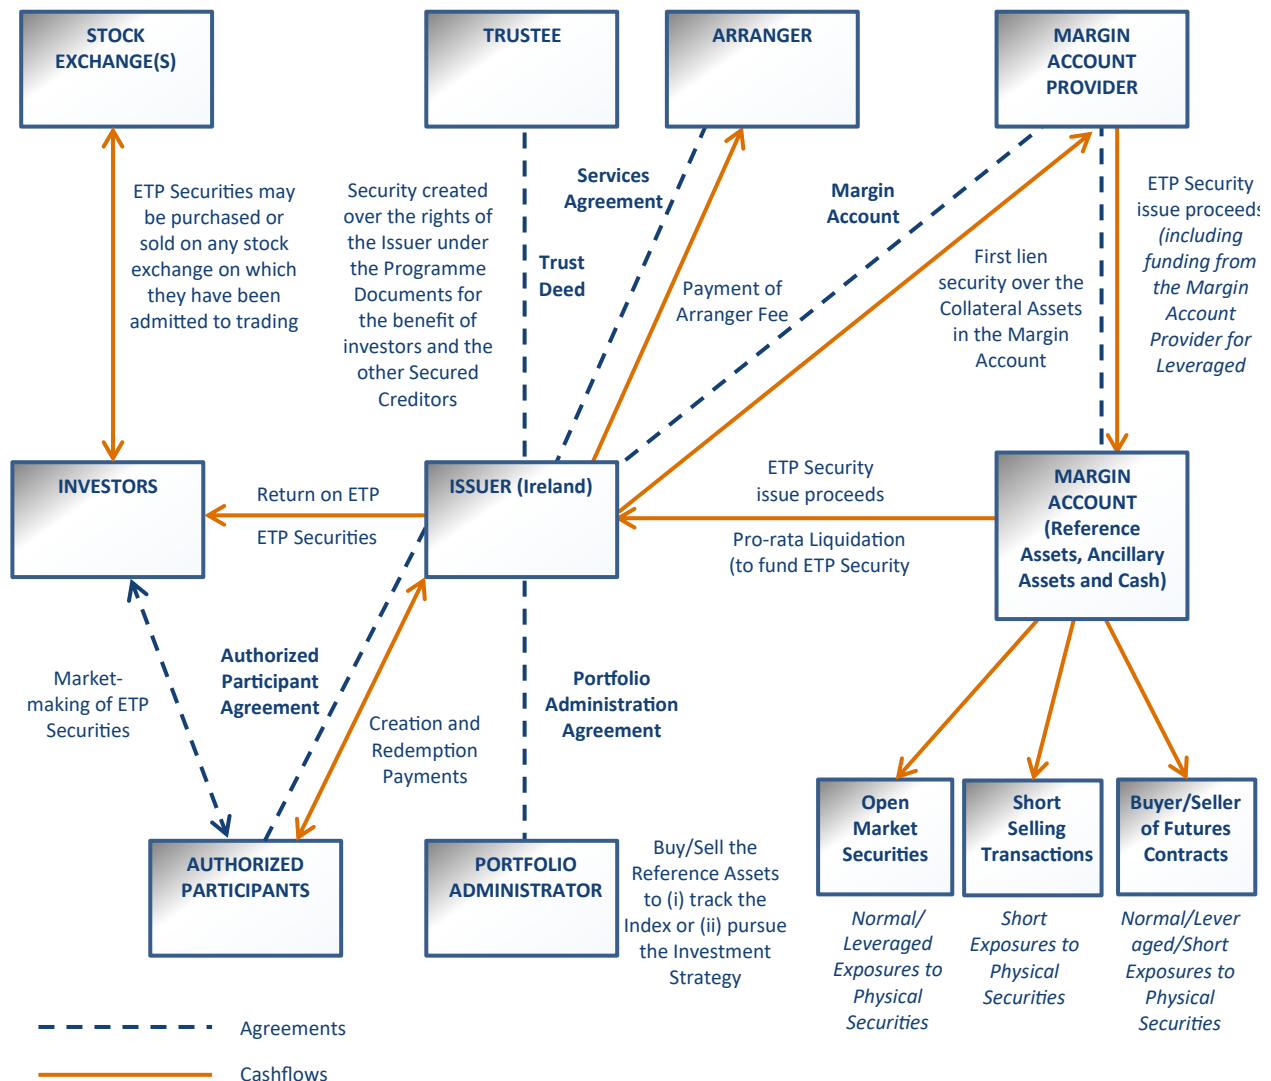 STOCK
EXCHANGE(S)
TRUSTEE
ARRANGER
MARGIN
ACCOUNT
PROVIDER
ETP Securities may
be purchased or
sold on any stock
exchange on which
they have been
admitted to trading
Security created
over the rights of
the Issuer under
the Programme
Documents for
the benefit of
investors and the
other Secured
Creditors
Trust
Deed
Services
Agreement
Payment of
Arranger Fee
Margin
Account
First lien
security over the
Collateral Assets
in the Margin
Account
ETP Security
issue proceeds
(including
funding from
the Margin
Account
Provider for
Leveraged
INVESTORS
Return on ETP
ETP Securities
ISSUER (Ireland)
ETP Security
issue proceeds
Pro-rata Liquidation
(to fund ETP Security
MARGIN
ACCOUNT
(Reference
Assets, Ancillary
Assets and Cash)
Market-
making of ETP
Securities
Authorized
Participant
Agreement
Creation and
Redemption
Payments
Portfolio
Administration
Agreement
AUTHORIZED
PARTICIPANTS
PORTFOLIO
ADMINISTRATOR
Buy/Sell the
Reference Assets
to (i) track the
Index or (ii) pursue
the Investment
Strategy
Open
Market
Securities
Short
Selling
Transactions
Buyer/Seller
of Futures
Contracts
Normal/
Leveraged
Exposures to
Physical
Securities
Short
Exposures to
Physical
Securities
Normal/Lever
aged/Short
Exposures to
Physical
Securities
Agreements
Cashflows